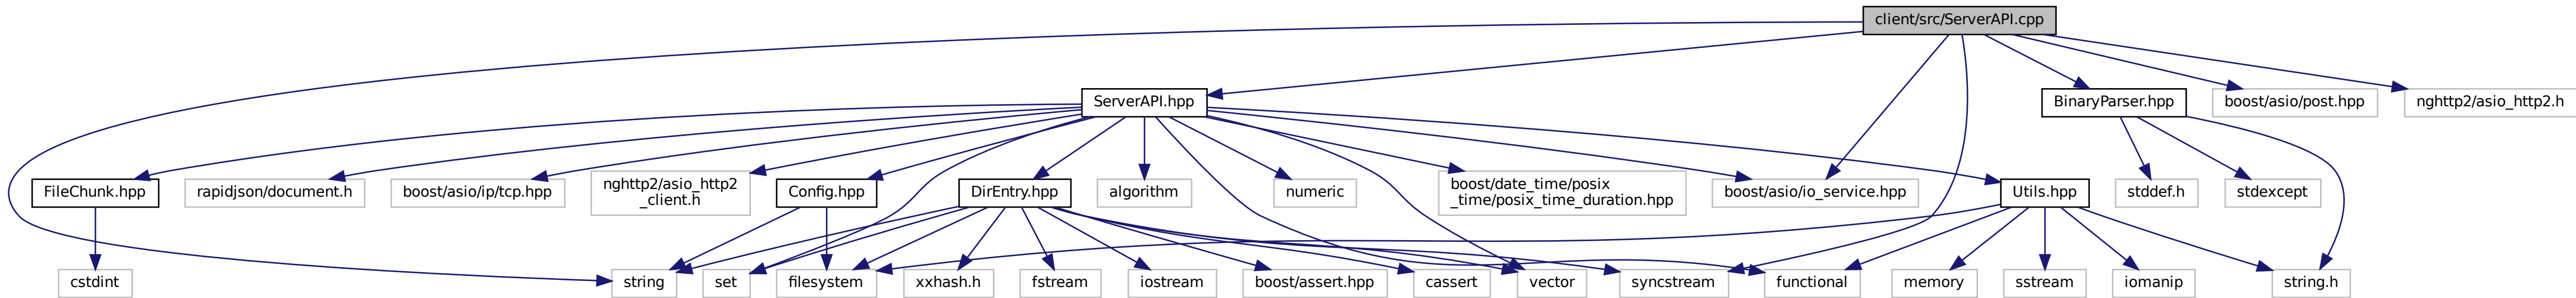 client/src/ServerAPI.cpp
ServerAPI.hpp
BinaryParser.hpp
boost/asio/post.hpp
nghttp2/asio_http2.h
FileChunk.hpp
rapidjson/document.h
boost/asio/ip/tcp.hpp
nghttp2/asio_http2
_client.h
Config.hpp
DirEntry.hpp
algorithm
numeric
boost/date_time/posix
_time/posix_time_duration.hpp
boost/asio/io_service.hpp
Utils.hpp
stddef.h
stdexcept
cstdint
string
set
filesystem
xxhash.h
fstream
iostream
boost/assert.hpp
cassert
vector
syncstream
functional
memory
sstream
iomanip
string.h